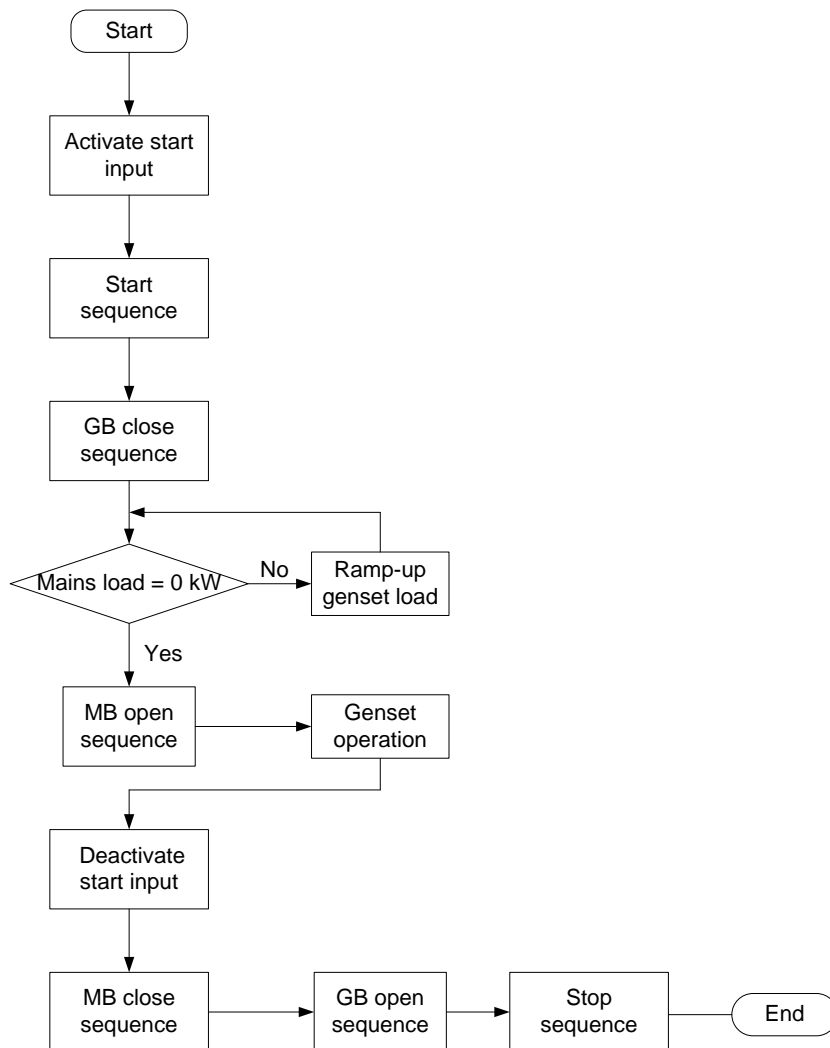 Start
Activate start
input
Start
sequence
GB close
sequence
Mains load = 0 kW
No
Ramp-up
genset load
Yes
MB open
sequence
Genset
operation
Deactivate
start input
MB close
sequence
GB open
sequence
Stop
sequence
End